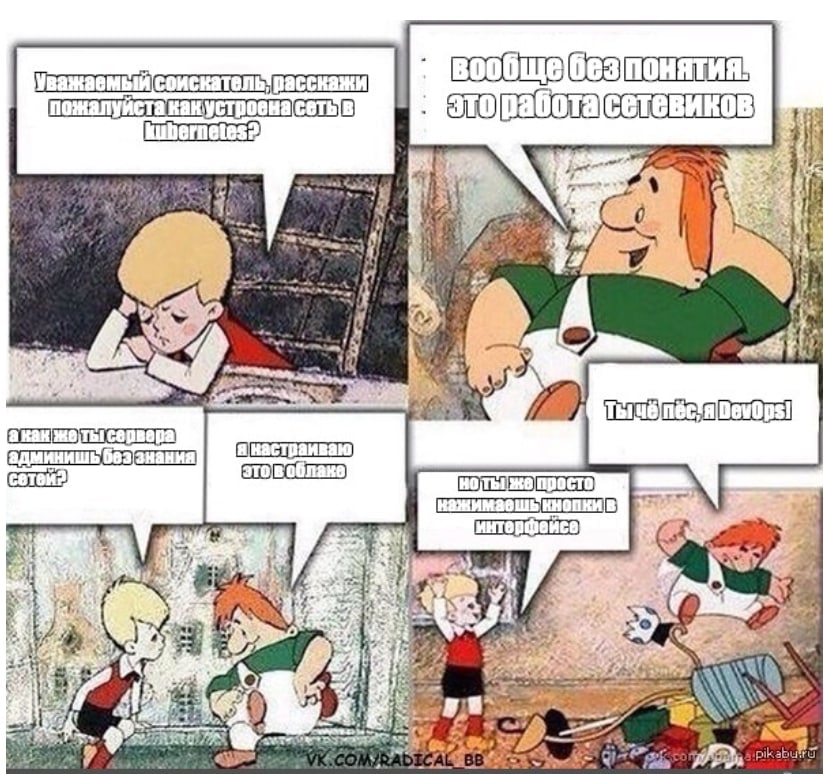 Уважаемый соискатель, расскажи
пожалуйста как устроена сеть в
kubernetes?
вообще без понятия.
это работа сетевиков
а как же ты сервера
админишь без знания
сетей?
я настраиваю
это в облаке
но ты же просто
нажимаешь кнопки в
интерфейсе
Ты чё пёс, я DevOps!
VK.COM/RADICAL_BB
pikabu.ru